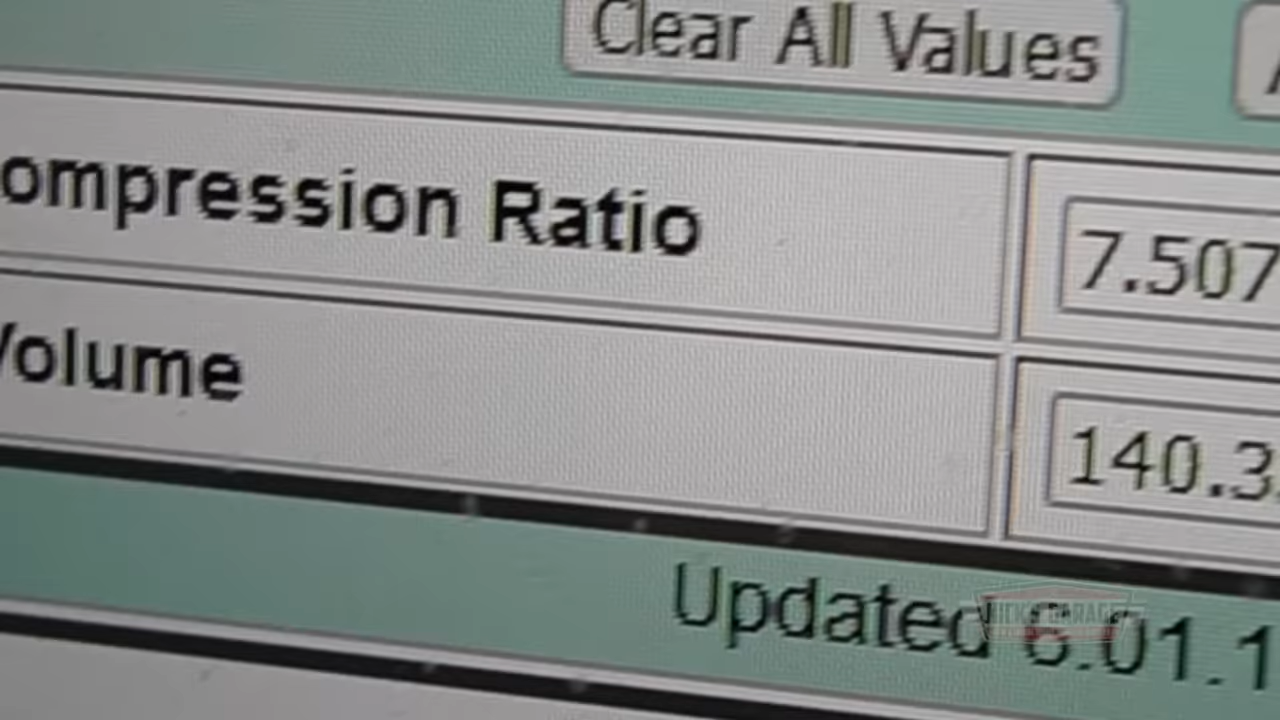 Clear All Values
ompression Ratio
7.507
Volume
140.3
Updated 6.01.1